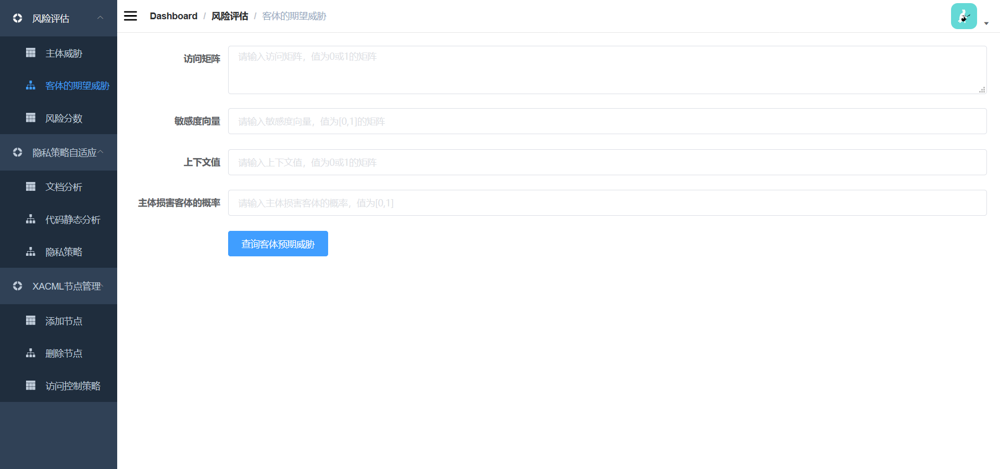 风险评估
主体威胁
客体的期望威胁
风险分数
隐私策略自适应
文档分析
代码静态分析
隐私策略
XACML节点管理
添加节点
删除节点
访问控制策略
Dashboard / 风险评估 / 客体的期望威胁
访问矩阵 请输入访问矩阵，值为0或1的矩阵
敏感度向量 请输入敏感度向量，值为[0,1]的矩阵
上下文值 请输入上下文值，值为0或1的矩阵
主体损害客体的概率 请输入主体损害客体的概率，值为[0,1]
查询客体预期威胁